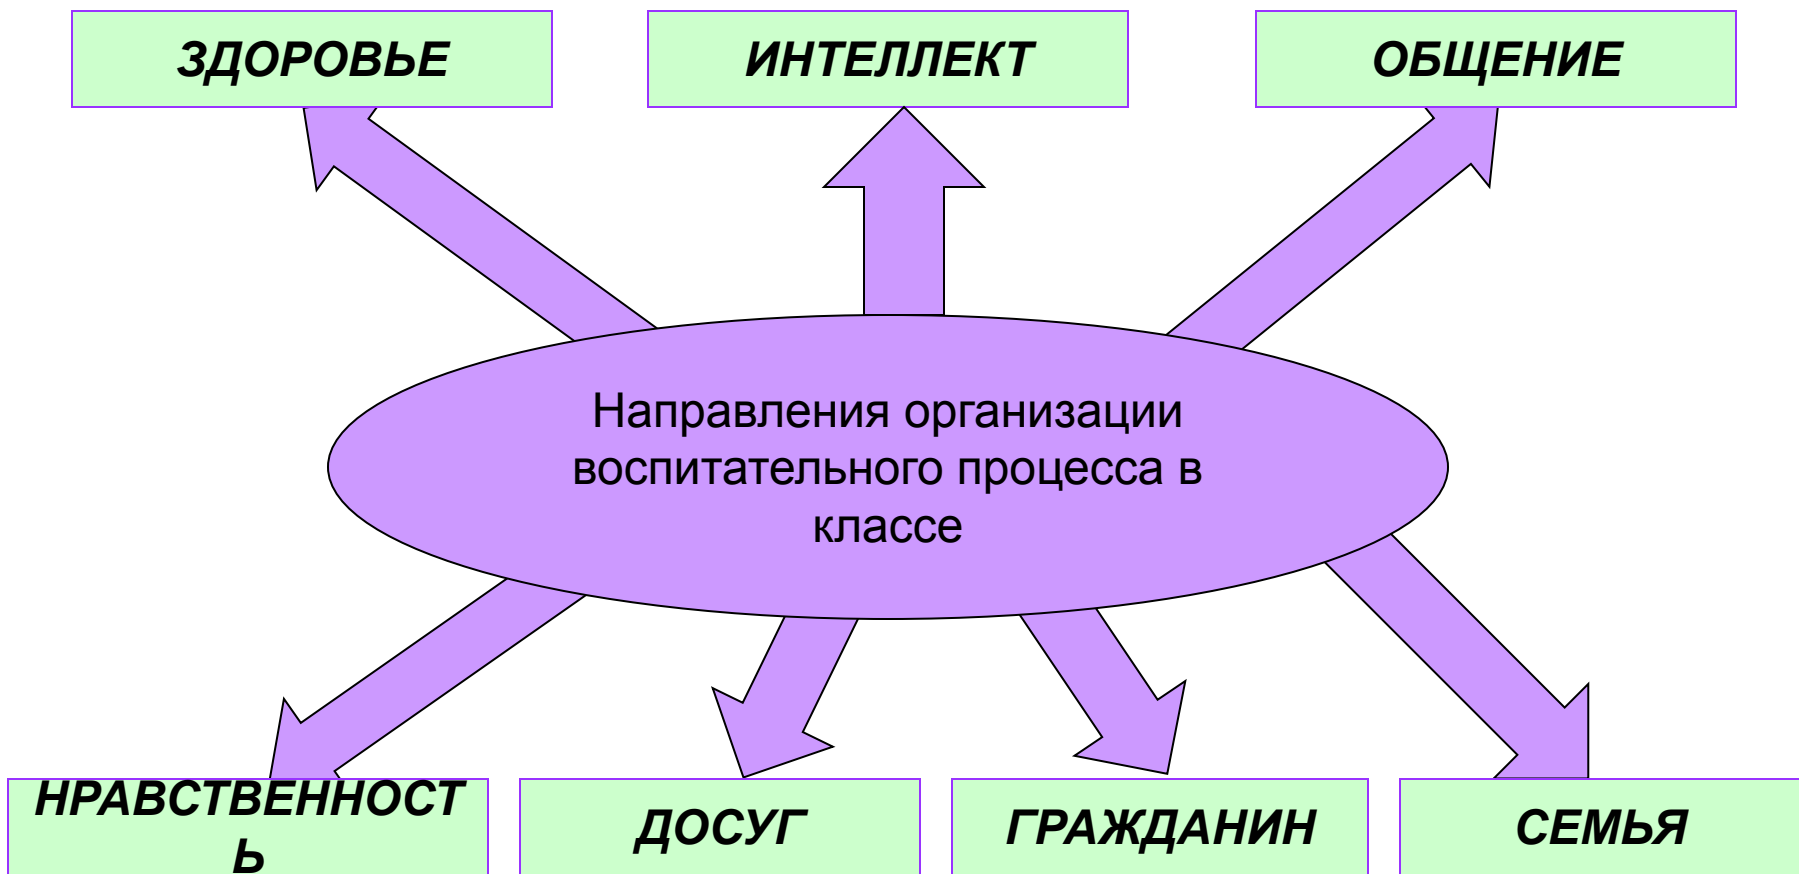 ЗДОРОВЬЕ
ИНТЕЛЛЕКТ
ОБЩЕНИЕ
Направления организации
воспитательного процесса в
классе
НРАВСТВЕННОСТ
Ь
ДОСУГ
ГРАЖДАНИН
СЕМЬЯ